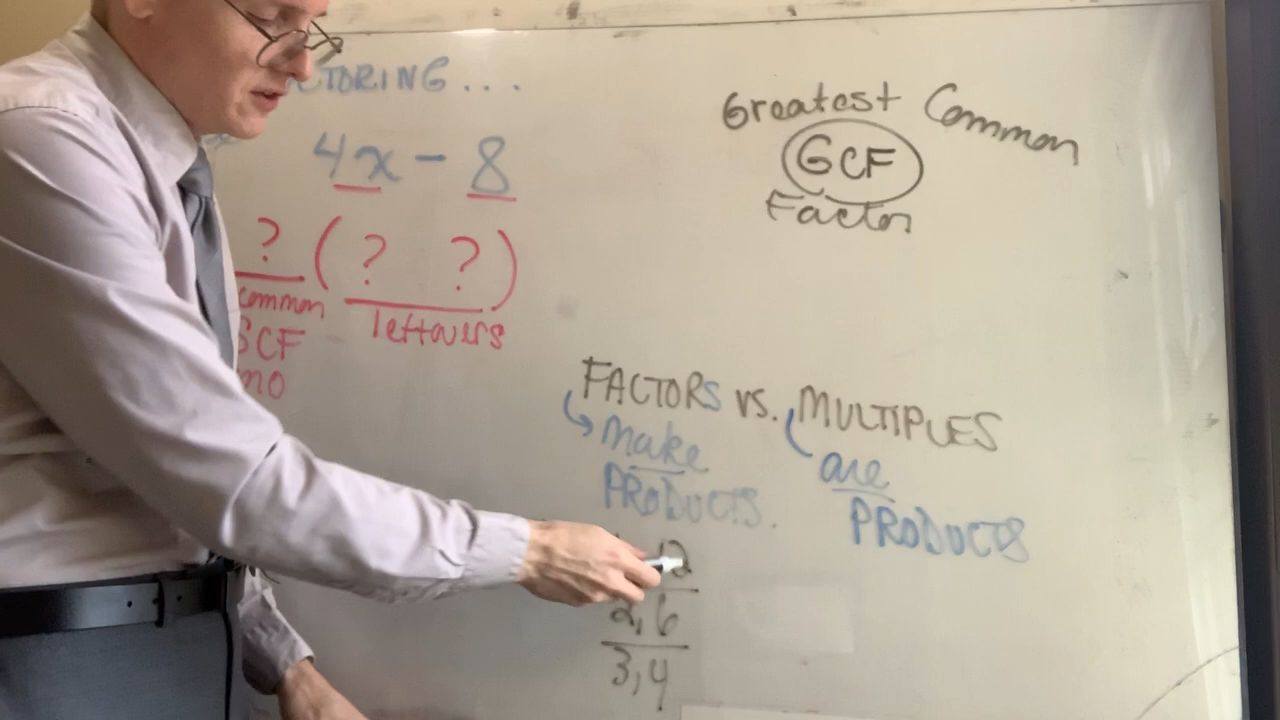 CTORING...
4x - 8
? ( ? ? )
common leftovers
GCF
Greatest Common
GCF
Factor
FACTORS vs. MULTIPLES
make
PRODUCTS.
are
PRODUCTS
2, 6
3, 4